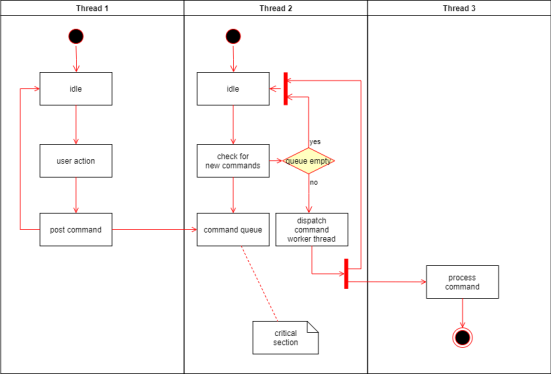 Thread 1
Thread 2
Thread 3
idle
idle
user action
check for
new commands
queue empty
yes
no
post command
command queue
dispatch
command
worker thread
process
command
critical
section